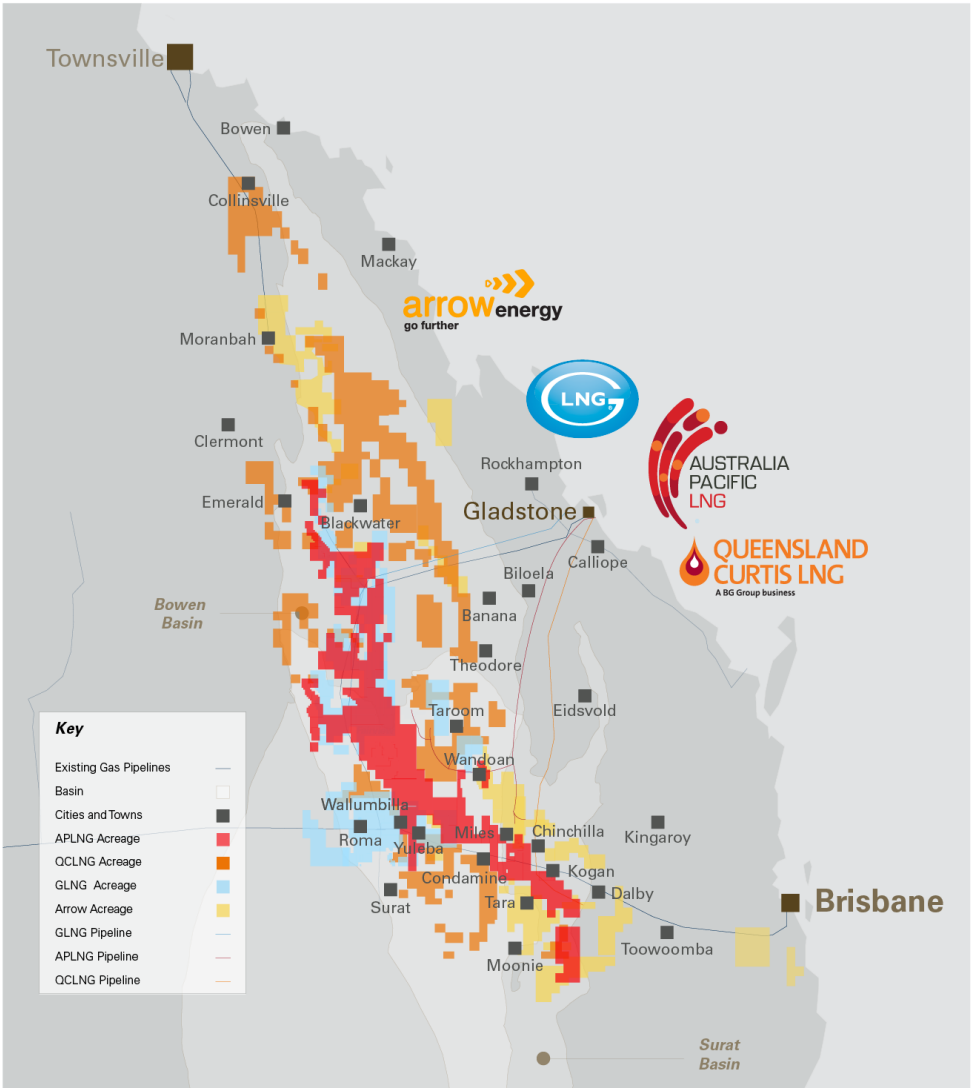 Townsville
Bowen
Collinsville
Mackay
arrow energy
go further
Moranbah
LNG
G
Clermont
AUSTRALIA
PACIFIC
LNG
Rockhampton
Emerald
Gladstone
Blackwater
QUEENSLAND
CURTIS LNG
A BG Group business
Calliope
Biloela
Banana
Bowen
Basin
Theodore
Taroom
Eidsvold
Wandoan
Key
Existing Gas Pipelines
Basin
Cities and Towns
APLNG Acreage
QCLNG Acreage
GLNG Acreage
Arrow Acreage
GLNG Pipeline
APLNG Pipeline
QCLNG Pipeline
Wallumbilla
Roma
Yuleba
Miles
Chinchilla
Kingaroy
Condamine
Kogan
Surat
Tara
Dalby
Brisbane
Moonie
Toowoomba
Surat
Basin